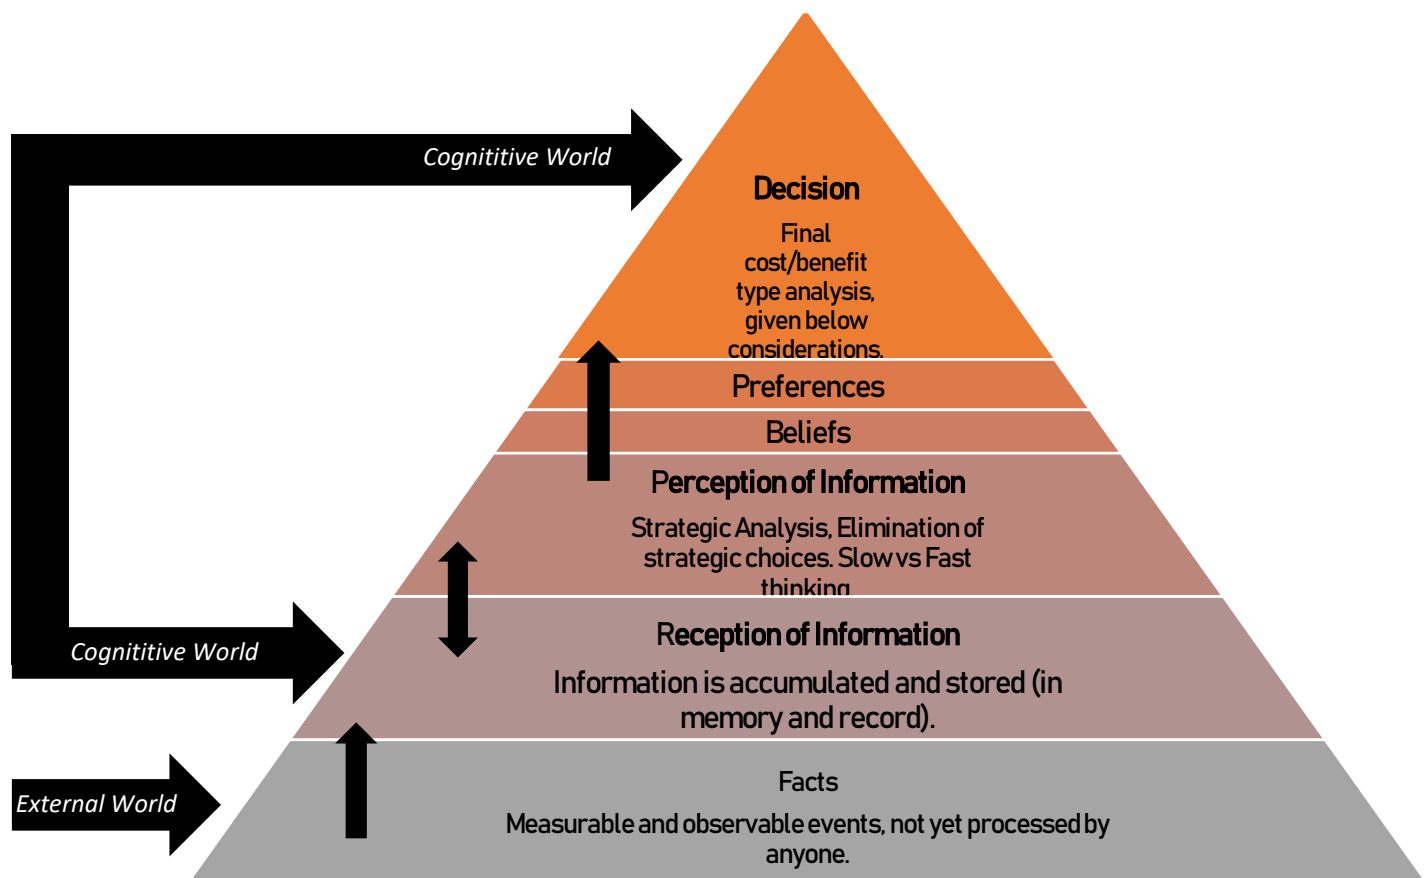 Cognititive World
Decision
Final
cost/benefit
type analysis,
given below
considerations.
Preferences
Beliefs
Perception of Information
Strategic Analysis, Elimination of
strategic choices. Slow vs Fast
thinking
Reception of Information
Cognititive World
Information is accumulated and stored (in
memory and record).
Facts
External World
Measurable and observable events, not yet processed by
anyone.